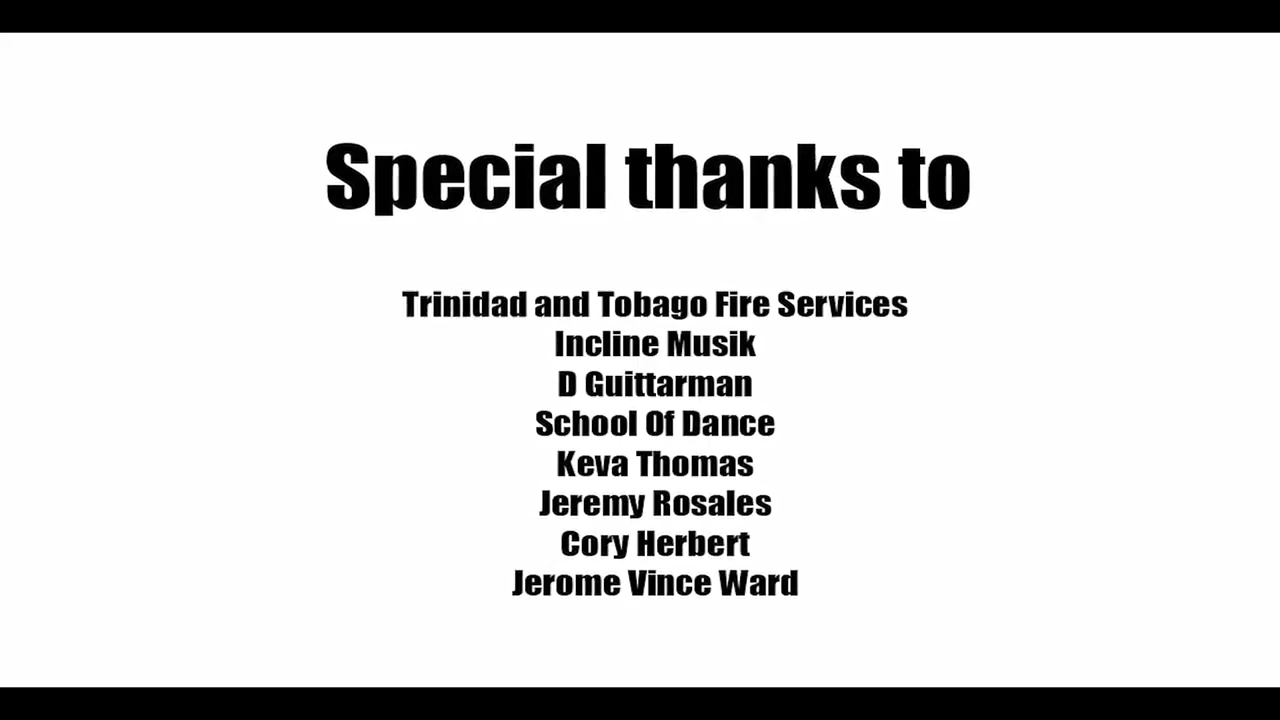 Special thanks to
Trinidad and Tobago Fire Services
Incline Musik
D Guittarman
School Of Dance
Keva Thomas
Jeremy Rosales
Cory Herbert
Jerome Vince Ward